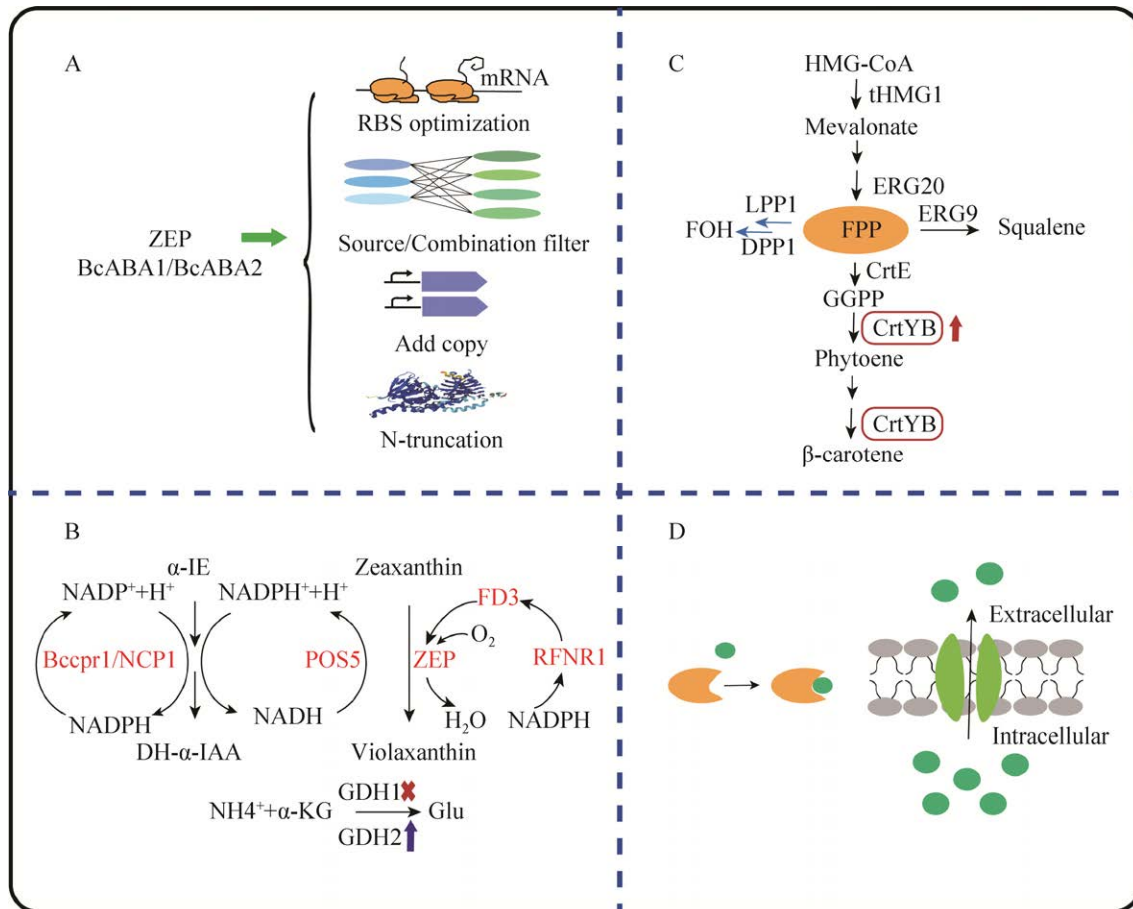 A
mRNA
RBS optimization
ZEP
BcABA1/BcABA2
Source/Combination filter
Add copy
N-truncation
C
HMG-CoA
tHMG1
Mevalonate
ERG20
LPP1
ERG9
FOH
FPP
Squalene
DPP1
CrtE
GGPP
CrtYB
Phytoene
CrtYB
β-carotene
B
α-IE
NADP⁺+H⁺
NADPH⁺+H⁺
Bccpr1/NCP1
POS5
NADPH
NADH
DH-α-IAA
Zeaxanthin
FD3
O₂
ZEP
RFNR1
H₂O
NADPH
Violaxanthin
GDH1
NH4⁺+α-KG
Glu
GDH2
D
Extracellular
Intracellular